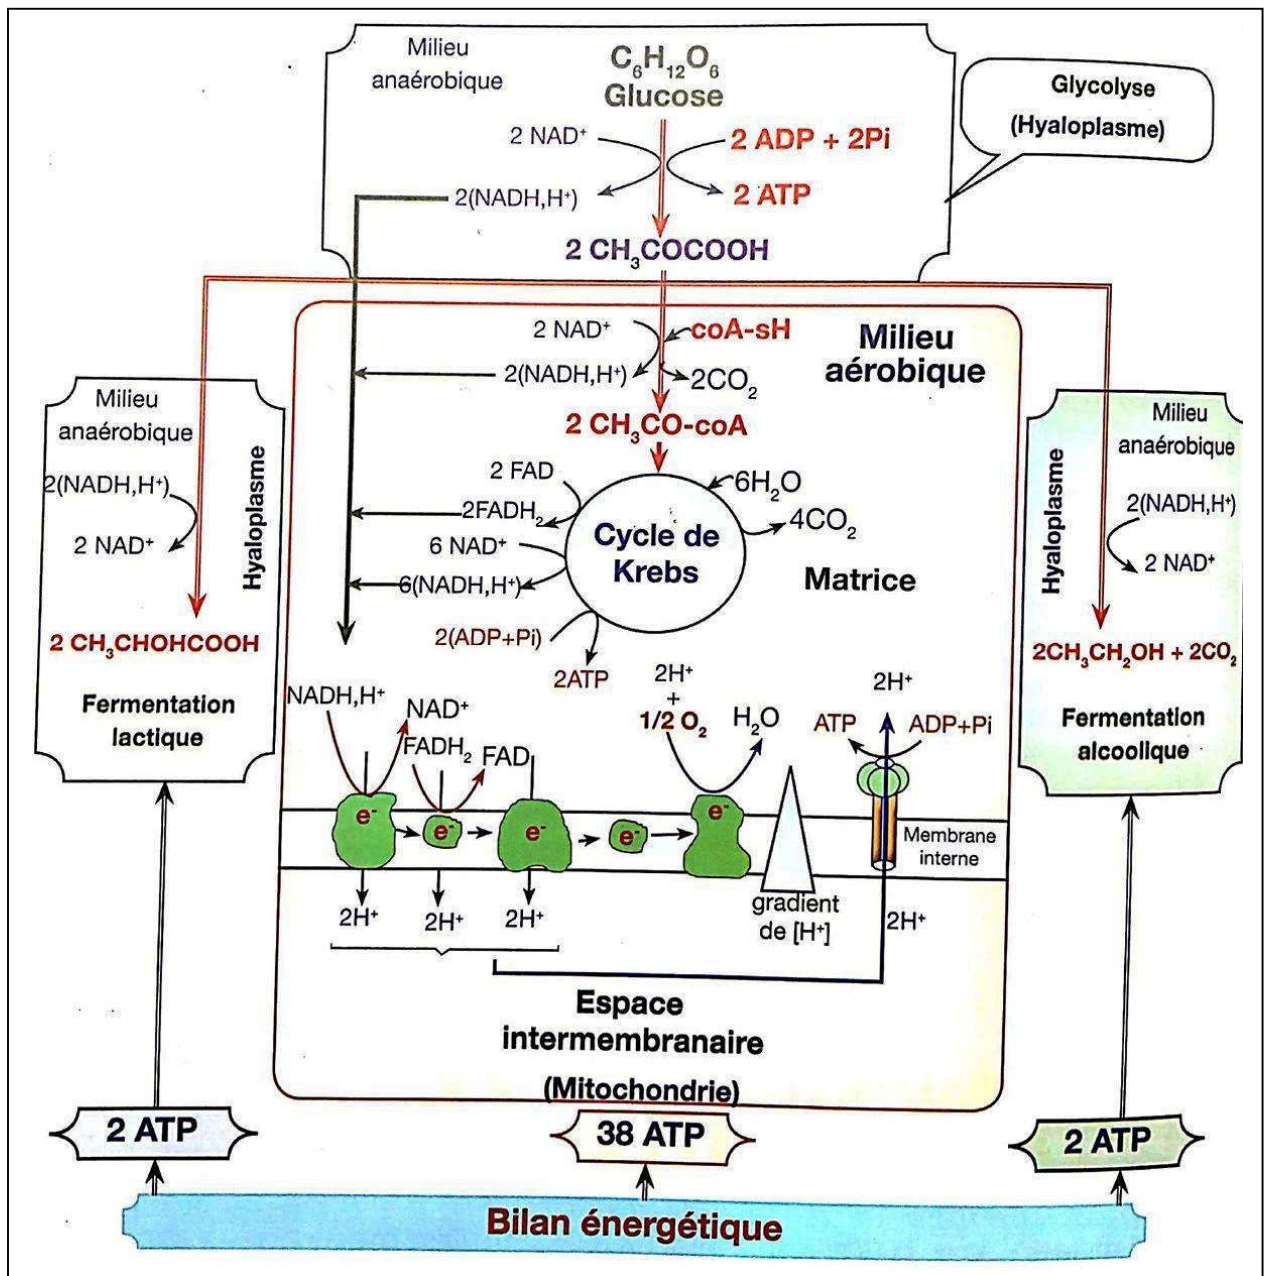 Milieu
anaérobique
C₆H₁₂O₆
Glucose
Glycolyse
(Hyaloplasme)
2 NAD⁺
2 ADP + 2Pi
2(NADH,H⁺)
2 ATP
2 CH₃COCOOH
2 NAD⁺
coA-sH
Milieu
aérobique
2(NADH,H⁺)
2CO₂
2 CH₃CO-coA
Milieu
anaérobique
2(NADH,H⁺)
2 NAD⁺
Hyaloplasme
2 CH₃CHOHCOOH
Fermentation
lactique
2 FAD
6H₂O
2FADH₂
4CO₂
6 NAD⁺
Cycle de
Krebs
6(NADH,H⁺)
Matrice
2(ADP+Pi)
2ATP
Milieu
anaérobique
Hyaloplasme
2(NADH,H⁺)
2 NAD⁺
2CH₃CH₂OH + 2CO₂
Fermentation
alcoolique
NADH,H⁺
NAD⁺
FADH₂
FAD
2H⁺
+
1/2 O₂
H₂O
2H⁺
ATP
ADP+Pi
e⁻
e⁻
e⁻
e⁻
e⁻
Membrane
interne
2H⁺
2H⁺
2H⁺
gradient
de [H⁺]
2H⁺
Espace
intermembranaire
(Mitochondrie)
2 ATP
38 ATP
2 ATP
Bilan énergétique